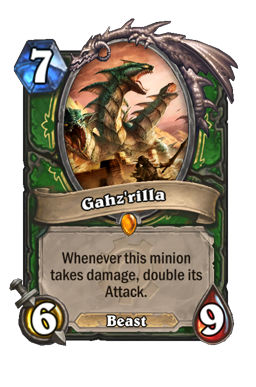 7
Gahz'rilla
Whenever this minion
takes damage, double its
Attack.
6
Beast
9